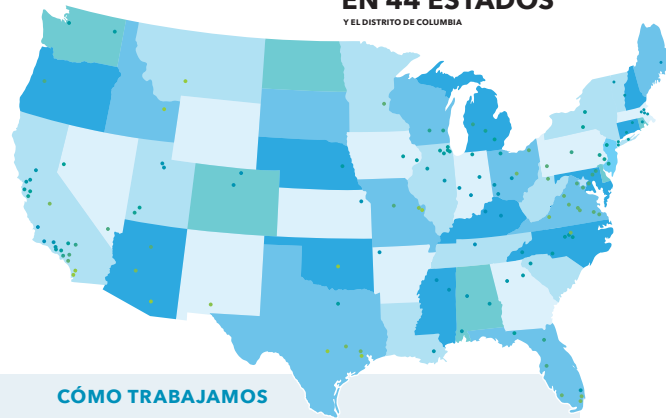 EN 44 ESTADOS
Y EL DISTRITO DE COLUMBIA
CÓMO TRABAJAMOS